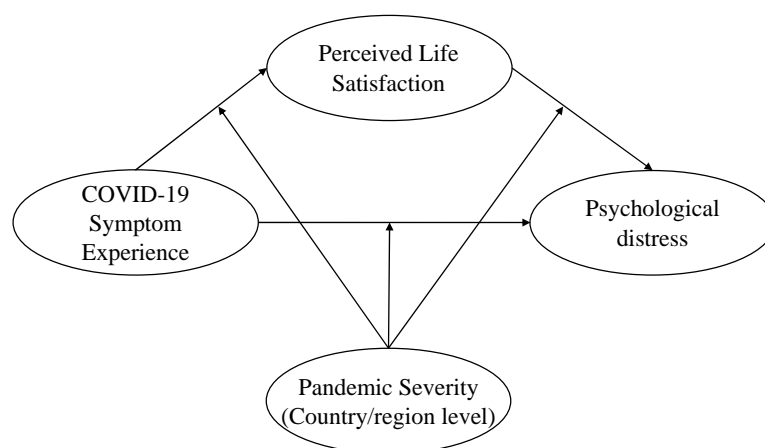 Perceived Life
Satisfaction
COVID-19
Symptom
Experience
Psychological
distress
Pandemic Severity
(Country/region level)